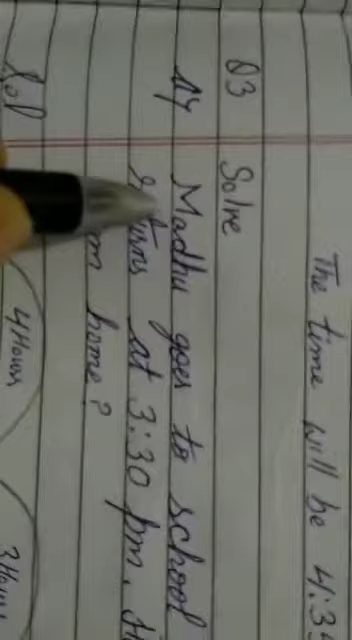 The time will be 4:3
Q3 Solve
Madhu goes to school
returns at 3:30 pm.
home?
Sol
4 Hours
3 Hours